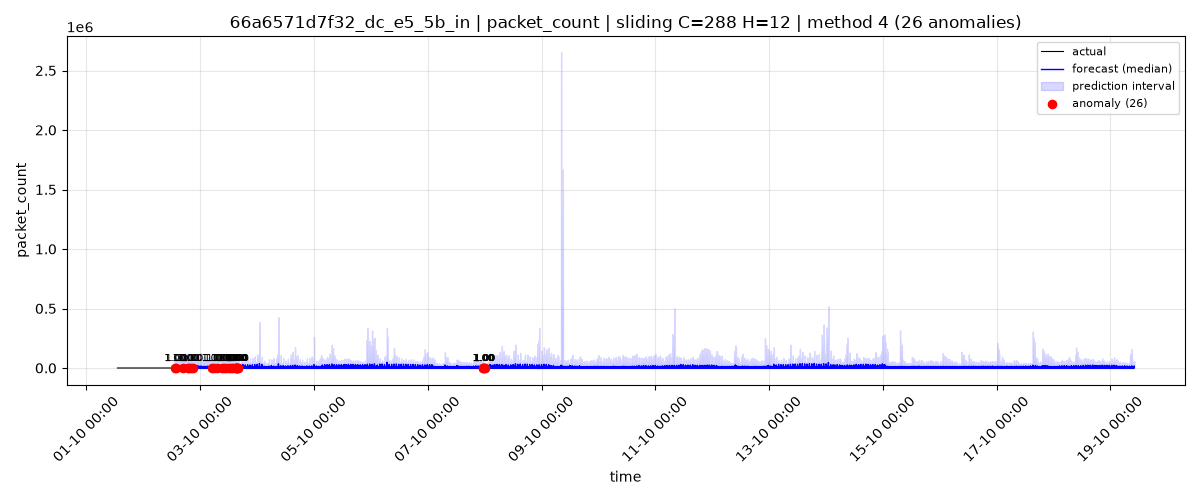 66a6571d7f32_dc_e5_5b_in | packet_count | sliding C=288 H=12 | method 4 (26 anomalies)
1e6
actual
forecast (median)
prediction interval
anomaly (26)
2.5
2.0
1.5
1.0
0.5
0.0
packet_count
1.00
01-10 00:00
03-10 00:00
05-10 00:00
07-10 00:00
09-10 00:00
11-10 00:00
13-10 00:00
15-10 00:00
17-10 00:00
19-10 00:00
time